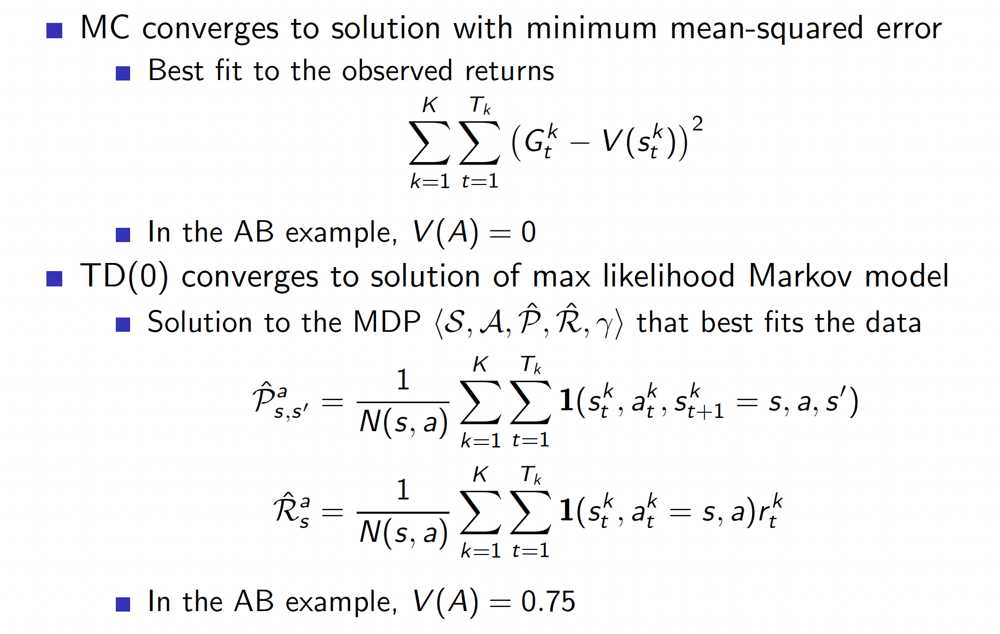 MC converges to solution with minimum mean-squared error
Best fit to the observed returns
$\sum_{k=1}^{K} \sum_{t=1}^{T_k} \left( G_t^k - V(s_t^k) \right)^2$
In the AB example, $V(A) = 0$
TD(0) converges to solution of max likelihood Markov model
Solution to the MDP $\langle \mathcal{S}, \mathcal{A}, \hat{\mathcal{P}}, \hat{\mathcal{R}}, \gamma \rangle$ that best fits the data
$\hat{\mathcal{P}}_{s,s'}^a = \frac{1}{N(s,a)} \sum_{k=1}^{K} \sum_{t=1}^{T_k} \mathbf{1}(s_t^k, a_t^k, s_{t+1}^k = s, a, s')$
$\hat{\mathcal{R}}_s^a = \frac{1}{N(s,a)} \sum_{k=1}^{K} \sum_{t=1}^{T_k} \mathbf{1}(s_t^k, a_t^k = s, a) r_t^k$
In the AB example, $V(A) = 0.75$